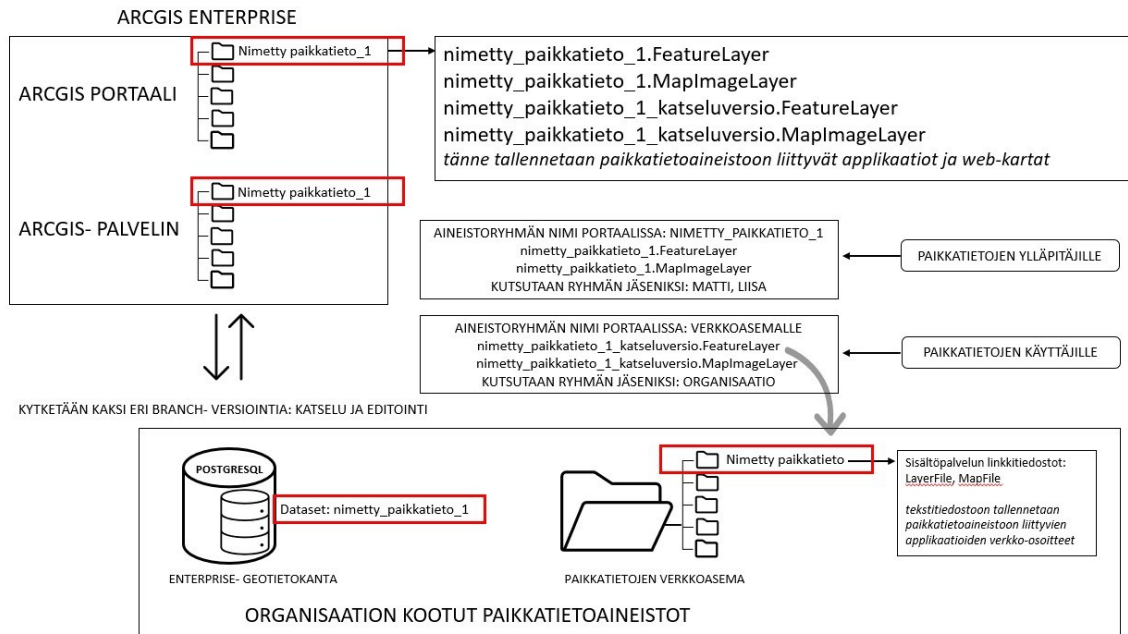 ARCGIS ENTERPRISE
ARCGIS PORTAALI
Nimetty paikkatieto_1
nimetty_paikkatieto_1.FeatureLayer
nimetty_paikkatieto_1.MapImageLayer
nimetty_paikkatieto_1_katseluversio.FeatureLayer
nimetty_paikkatieto_1_katseluversio.MapImageLayer
tänne tallennetaan paikkatietoaineistoon liittyvät applikaatiot ja web-kartat
ARCGIS- PALVELIN
Nimetty paikkatieto_1
AINEISTORYHMÄN NIMI PORTAALISSA: NIMETTY_PAIKKATIETO_1
nimetty_paikkatieto_1.FeatureLayer
nimetty_paikkatieto_1.MapImageLayer
KUTSUTAAN RYHMÄN JÄSENIKSI: MATTI, LIISA
PAIKKATIETOJEN YLLÄPITÄJILLE
AINEISTORYHMÄN NIMI PORTAALISSA: VERKKOASEMALLE
nimetty_paikkatieto_1_katseluversio.FeatureLayer
nimetty_paikkatieto_1_katseluversio.MapImageLayer
KUTSUTAAN RYHMÄN JÄSENIKSI: ORGANISAATIO
PAIKKATIETOJEN KÄYTTÄJILLE
KYTKETÄÄN KAKSI ERI BRANCH- VERSIOINTIA: KATSELU JA EDITOINTI
POSTGRESQL
Dataset: nimetty_paikkatieto_1
ENTERPRISE- GEOTIETOKANTA
Nimetty paikkatieto
PAIKKATIETOJEN VERKKOASEMA
Sisältöpalvelun linkkitiedostot:
LayerFile, MapFile
tekstitiedostoon tallennetaan
paikkatietoaineistoon liittyvien
applikaatioiden verkko-osoitteet
ORGANISAATION KOOTUT PAIKKATIETOAINEISTOT